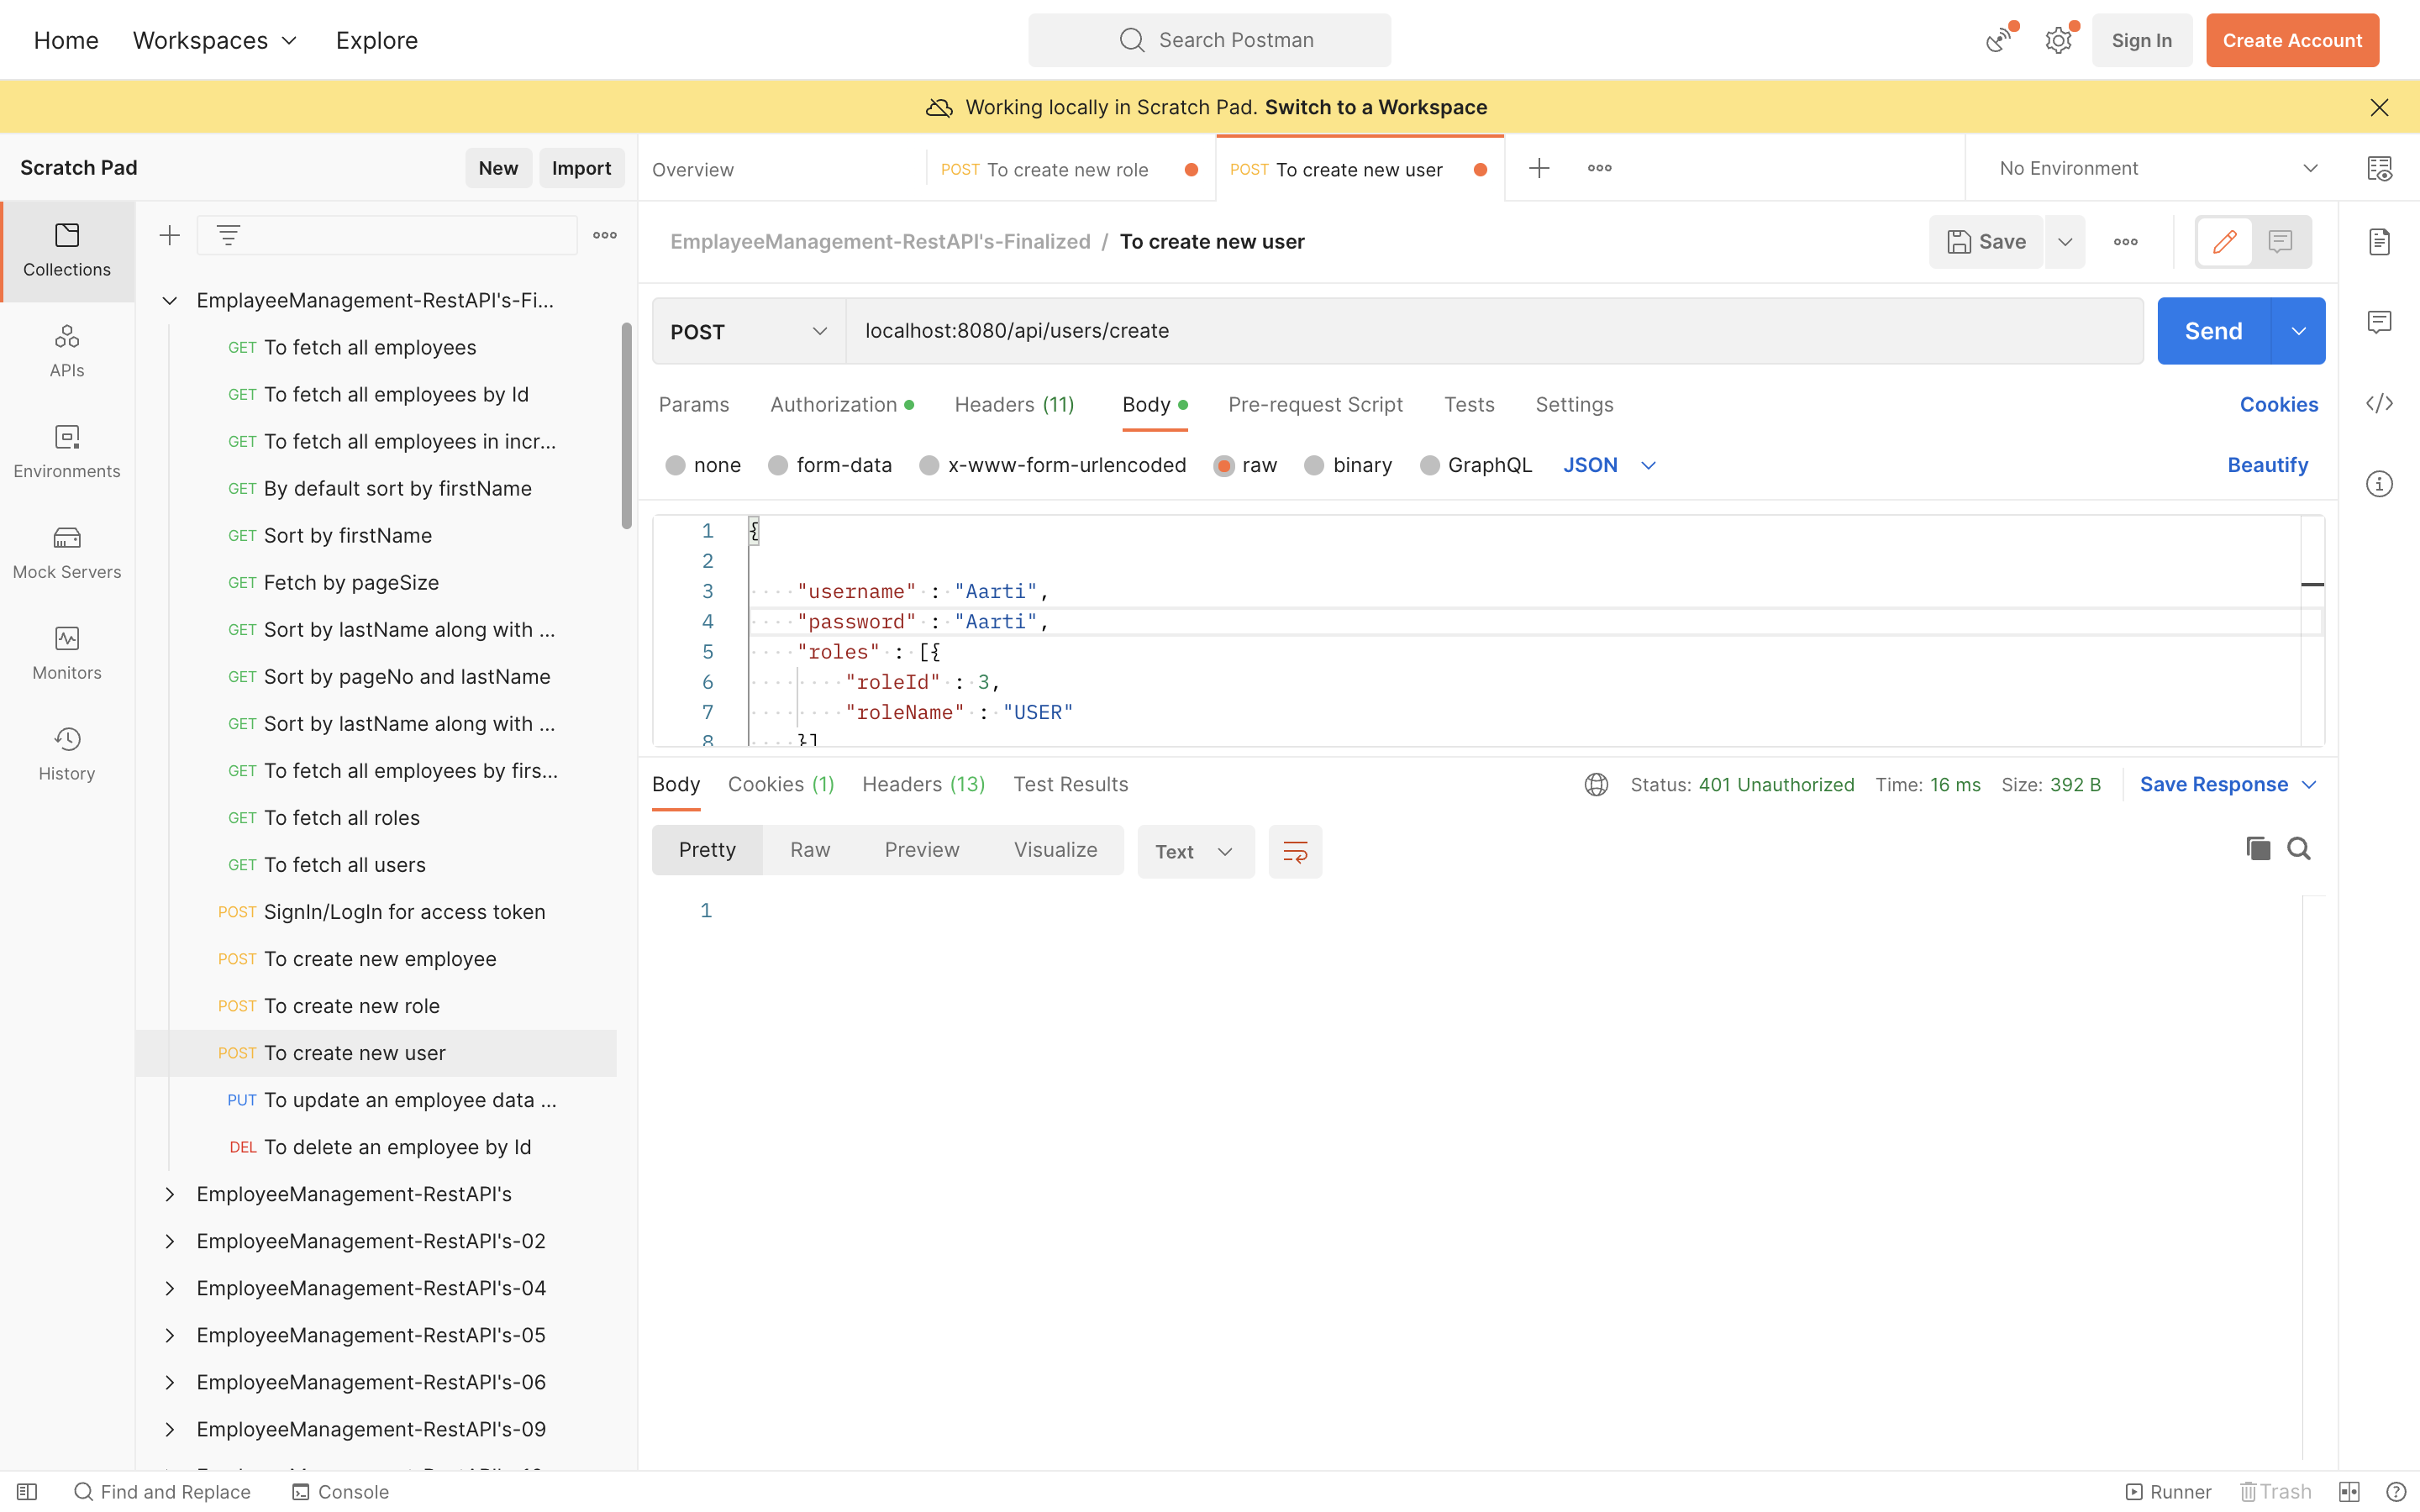 Home Workspaces Explore Search Postman Sign In Create Account
Working locally in Scratch Pad. Switch to a Workspace
Scratch Pad New Import
Overview POST To create new role POST To create new user No Environment
Collections
APIs
Environments
Mock Servers
Monitors
History
EmplayeeManagement-RestAPI's-Fi...
GET To fetch all employees
GET To fetch all employees by Id
GET To fetch all employees in incr...
GET By default sort by firstName
GET Sort by firstName
GET Fetch by pageSize
GET Sort by lastName along with ...
GET Sort by pageNo and lastName
GET Sort by lastName along with ...
GET To fetch all employees by firs...
GET To fetch all roles
GET To fetch all users
POST SignIn/LogIn for access token
POST To create new employee
POST To create new role
POST To create new user
PUT To update an employee data ...
DEL To delete an employee by Id
EmployeeManagement-RestAPI's
EmployeeManagement-RestAPI's-02
EmployeeManagement-RestAPI's-04
EmployeeManagement-RestAPI's-05
EmployeeManagement-RestAPI's-06
EmployeeManagement-RestAPI's-09
EmplayeeManagement-RestAPI's-Finalized / To create new user Save
POST localhost:8080/api/users/create Send
Params Authorization Headers (11) Body Pre-request Script Tests Settings Cookies
none form-data x-www-form-urlencoded raw binary GraphQL JSON Beautify
1 {
2
3 "username" : "Aarti",
4 "password" : "Aarti",
5 "roles" : [{
6 "roleId" : 3,
7 "roleName" : "USER"
8 }]
Body Cookies (1) Headers (13) Test Results Status: 401 Unauthorized Time: 16 ms Size: 392 B Save Response
Pretty Raw Preview Visualize Text
1
Find and Replace Console Runner Trash